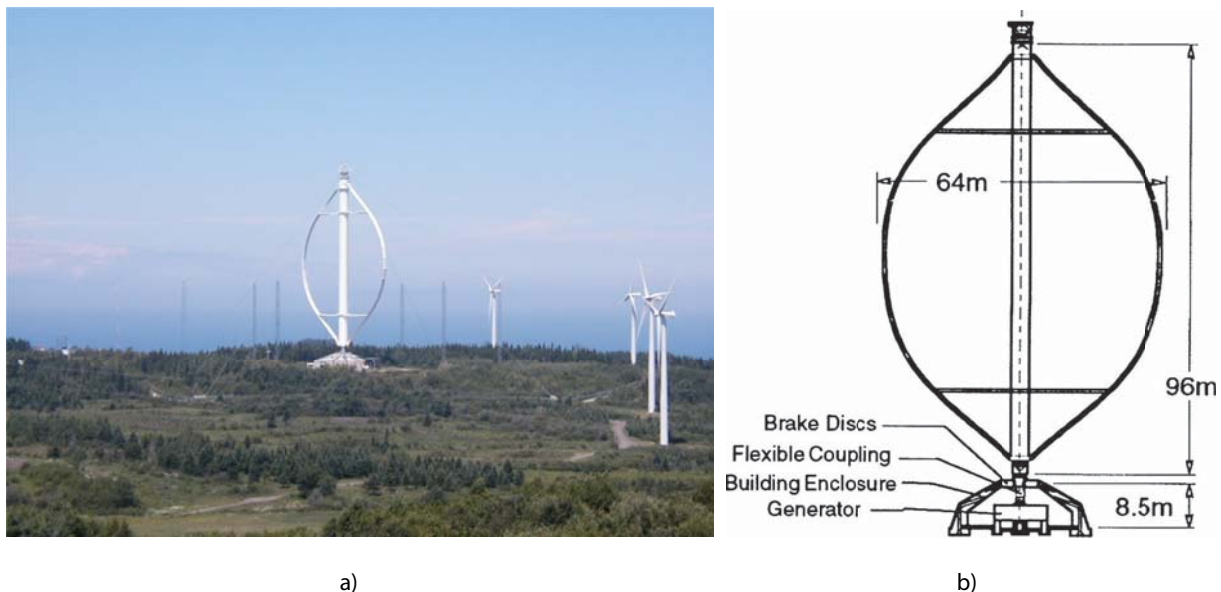 64m
96m
Brake Discs
Flexible Coupling
Building Enclosure
Generator
8.5m
a)
b)